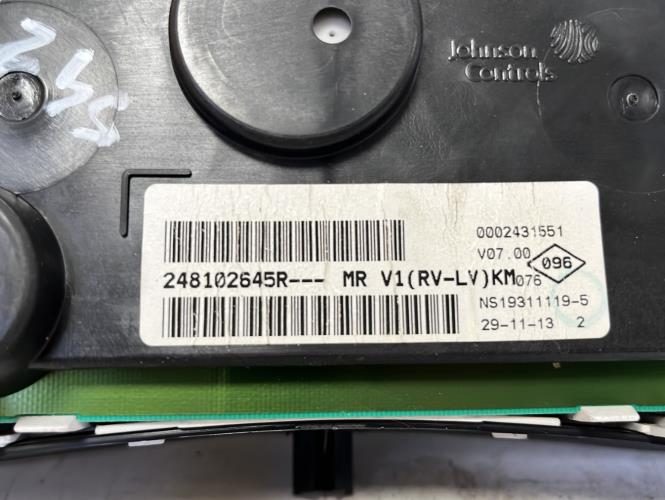 Johnson
Controls
0002431551
V07.00
096
248102645R--- MR V1(RV-LV)KM
076
NS19311119-5
29-11-13 2